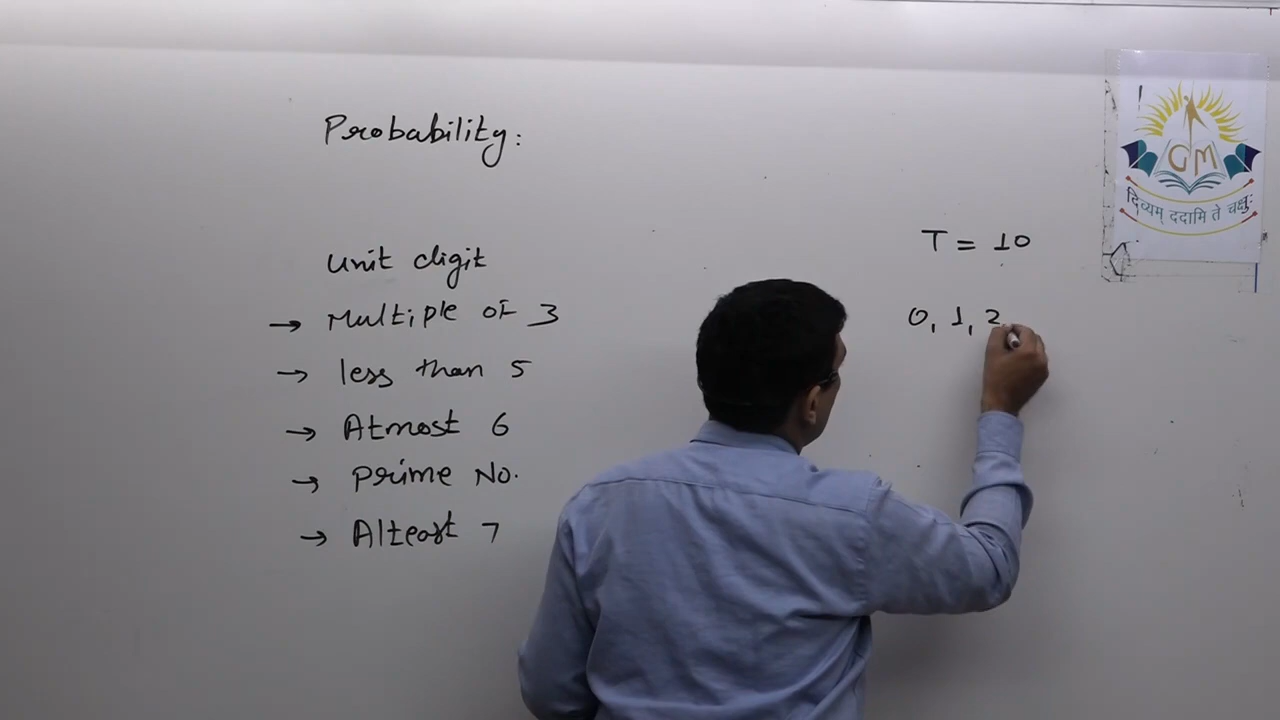 Probability:
Unit digit
→ Multiple of 3
→ less than 5
→ Atmost 6
→ Prime No.
→ Atleast 7
T = 10
0, 1, 2
GM
दिव्यम् ददामि ते चक्षुः